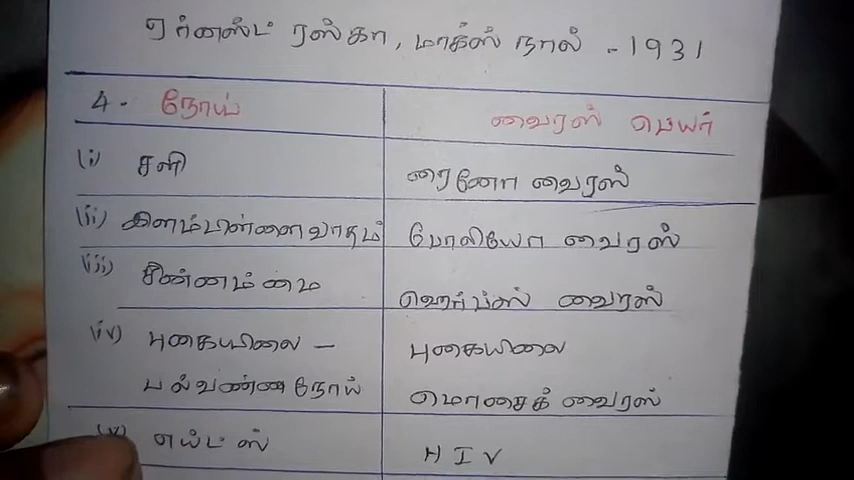 ஏர்னஸ்ட் ரஸ்கா, மாக்ஸ் நால் - 1931
4. நோய் வைரஸ் பெயர்
(i) சளி ரைனோ வைரஸ்
(ii) இளம்பிள்ளைவாதம் போலியோ வைரஸ்
(iii) சின்னம்மை ஹெர்ப்ஸ் வைரஸ்
(iv) புகையிலை - புகையிலை
பல்வண்ண நோய் மொசைக் வைரஸ்
(v) எய்ட்ஸ் HIV